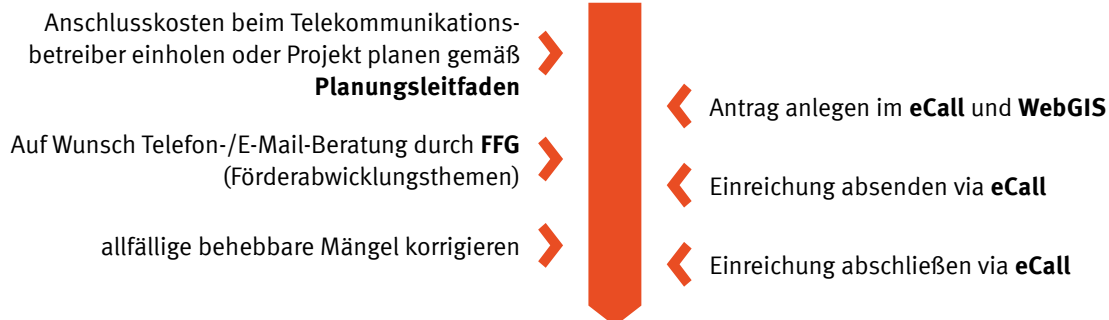 Anschlusskosten beim Telekommunikations-
betreiber einholen oder Projekt planen gemäß
Planungsleitfaden
Antrag anlegen im eCall und WebGIS
Auf Wunsch Telefon-/E-Mail-Beratung durch FFG
(Förderabwicklungsthemen)
Einreichung absenden via eCall
allfällige behebbare Mängel korrigieren
Einreichung abschließen via eCall